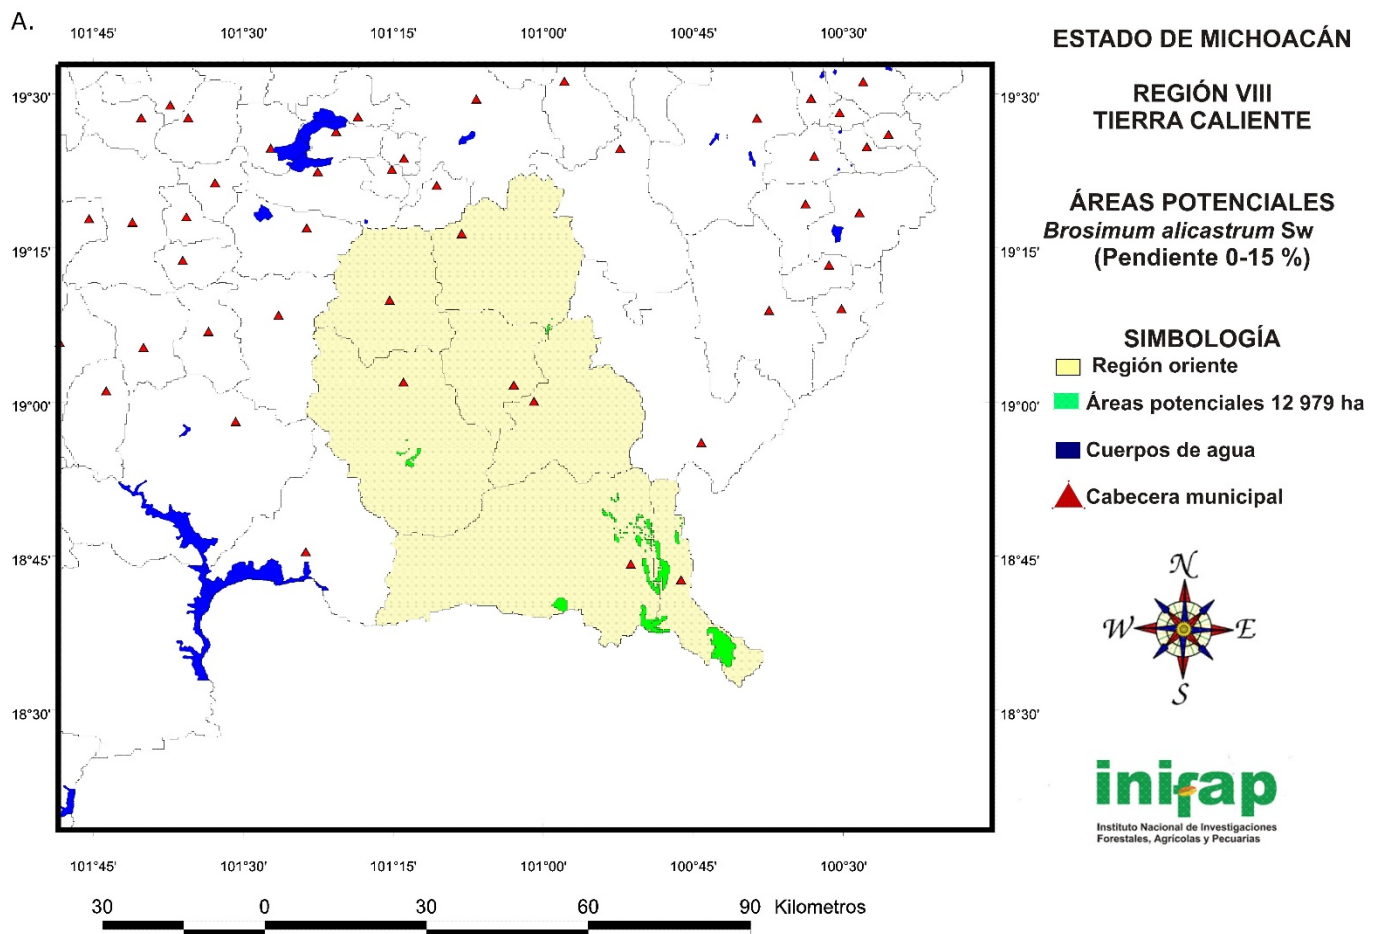 A.
101°45' 101°30' 101°15' 101°00' 100°45' 100°30'
19°30' 19°30'
19°15' 19°15'
19°00' 19°00'
18°45' 18°45'
18°30' 18°30'
101°45' 101°30' 101°15' 101°00' 100°45' 100°30'
30 0 30 60 90 Kilometros
ESTADO DE MICHOACÁN
REGIÓN VIII
TIERRA CALIENTE
ÁREAS POTENCIALES
Brosimum alicastrum Sw
(Pendiente 0-15 %)
SIMBOLOGÍA
Región oriente
Áreas potenciales 12 979 ha
Cuerpos de agua
Cabecera municipal
N
W E
S
inifap
Instituto Nacional de Investigaciones
Forestales, Agrícolas y Pecuarias